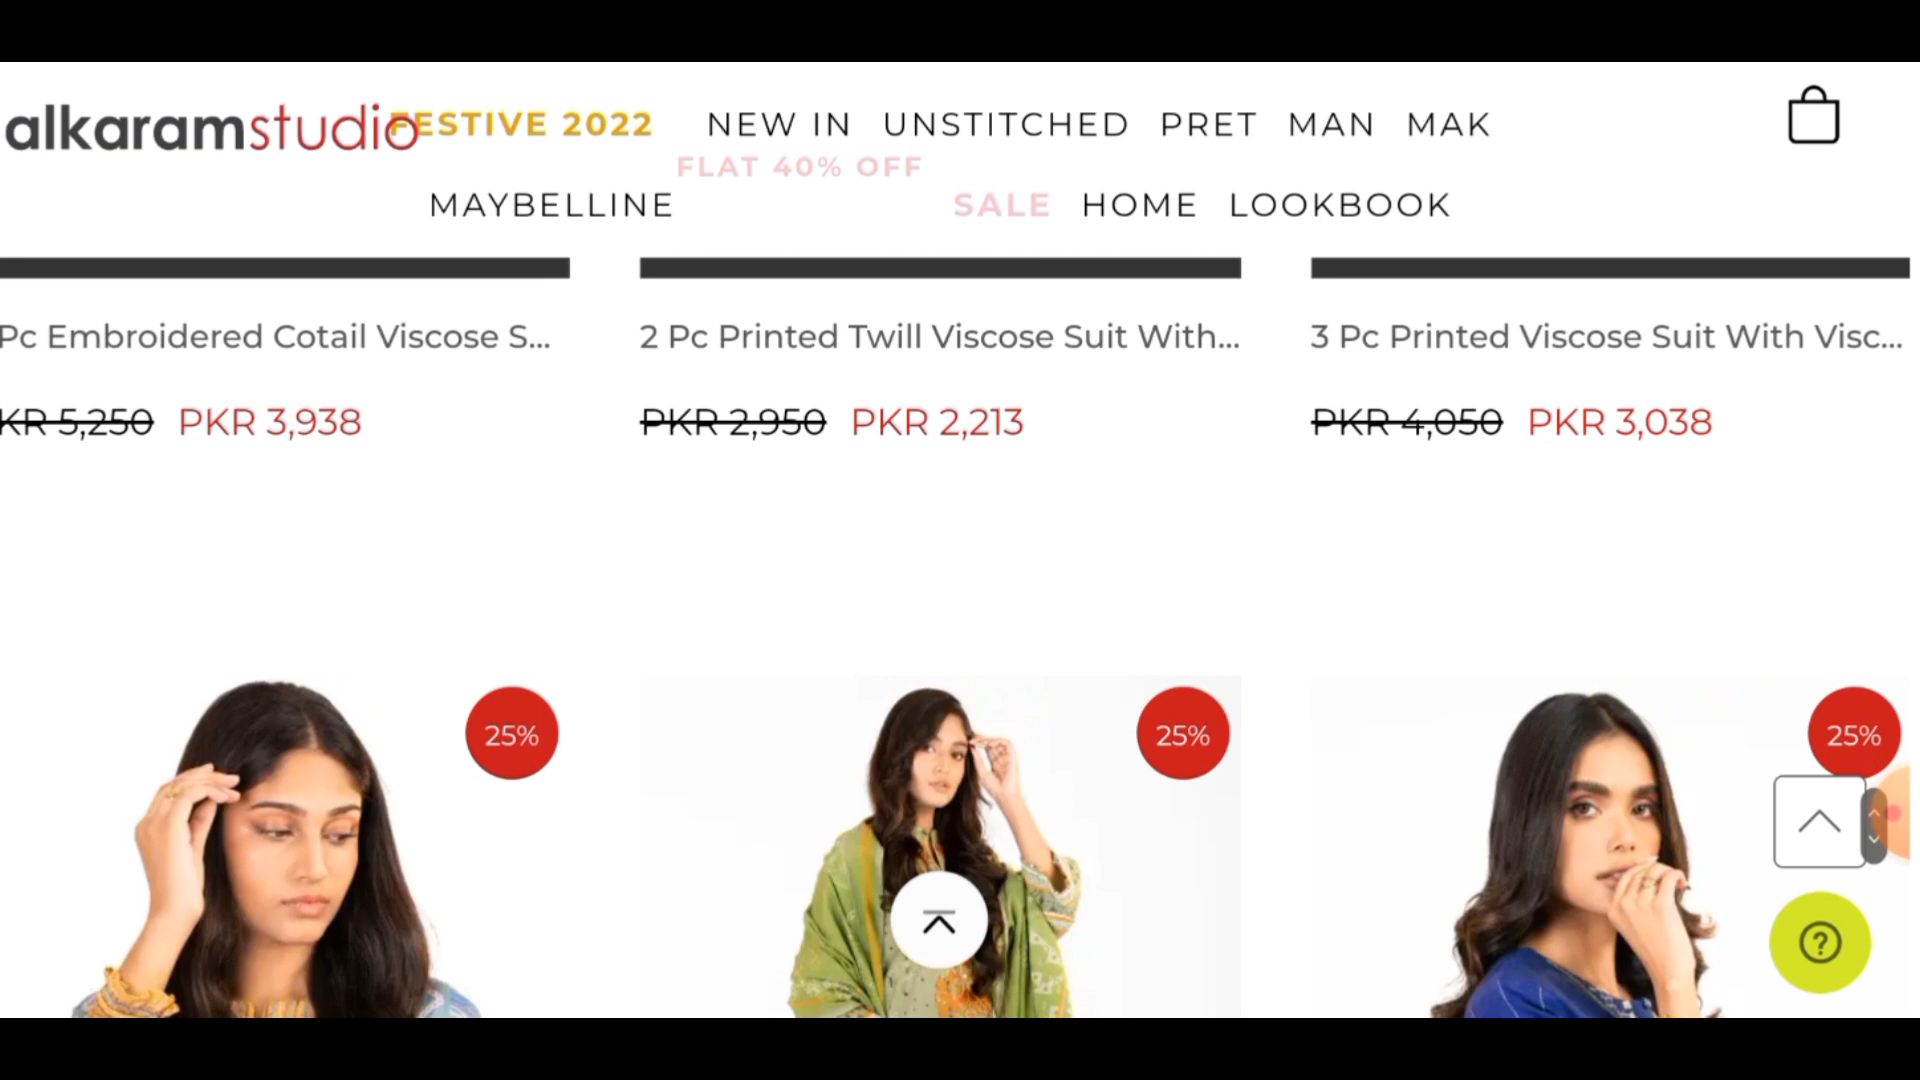 alkaramstudio FESTIVE 2022 NEW IN UNSTITCHED PRET MAN MAK
FLAT 40% OFF
MAYBELLINE SALE HOME LOOKBOOK
Pc Embroidered Cotail Viscose S...
KR 5,250 PKR 3,938
2 Pc Printed Twill Viscose Suit With...
PKR 2,950 PKR 2,213
3 Pc Printed Viscose Suit With Visc...
PKR 4,050 PKR 3,038
25%
25%
25%
?